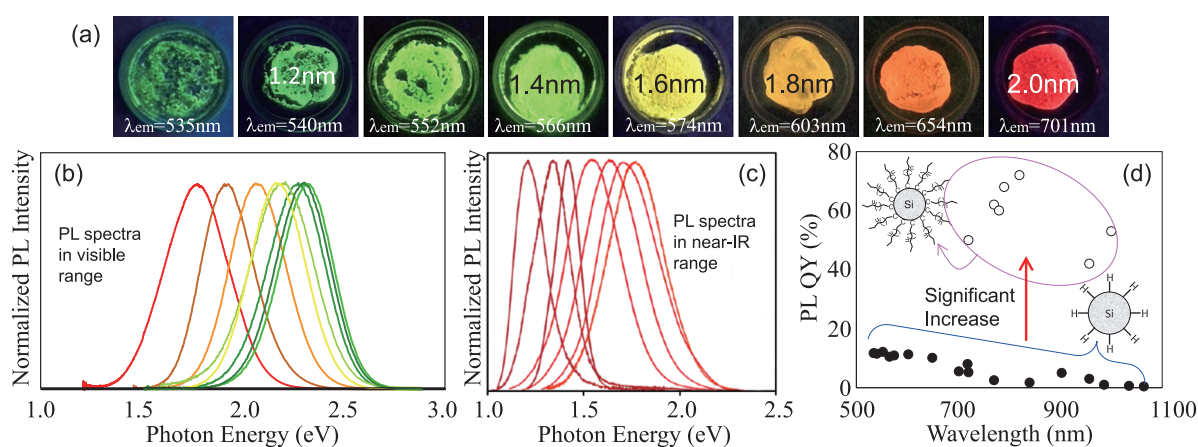 (a)
1.2nm
1.4nm
1.6nm
1.8nm
2.0nm
λem=535nm
λem=540nm
λem=552nm
λem=566nm
λem=574nm
λem=603nm
λem=654nm
λem=701nm
(b)
PL spectra
in visible
range
Normalized PL Intensity
1.0
1.5
2.0
2.5
3.0
Photon Energy (eV)
(c)
PL spectra
in near-IR
range
Normalized PL Intensity
1.0
1.5
2.0
2.5
Photon Energy (eV)
(d)
80
60
40
20
0
PL QY (%)
Si
Significant
Increase
H
H
H
H
Si
H
H
H
H
500
700
900
1100
Wavelength (nm)